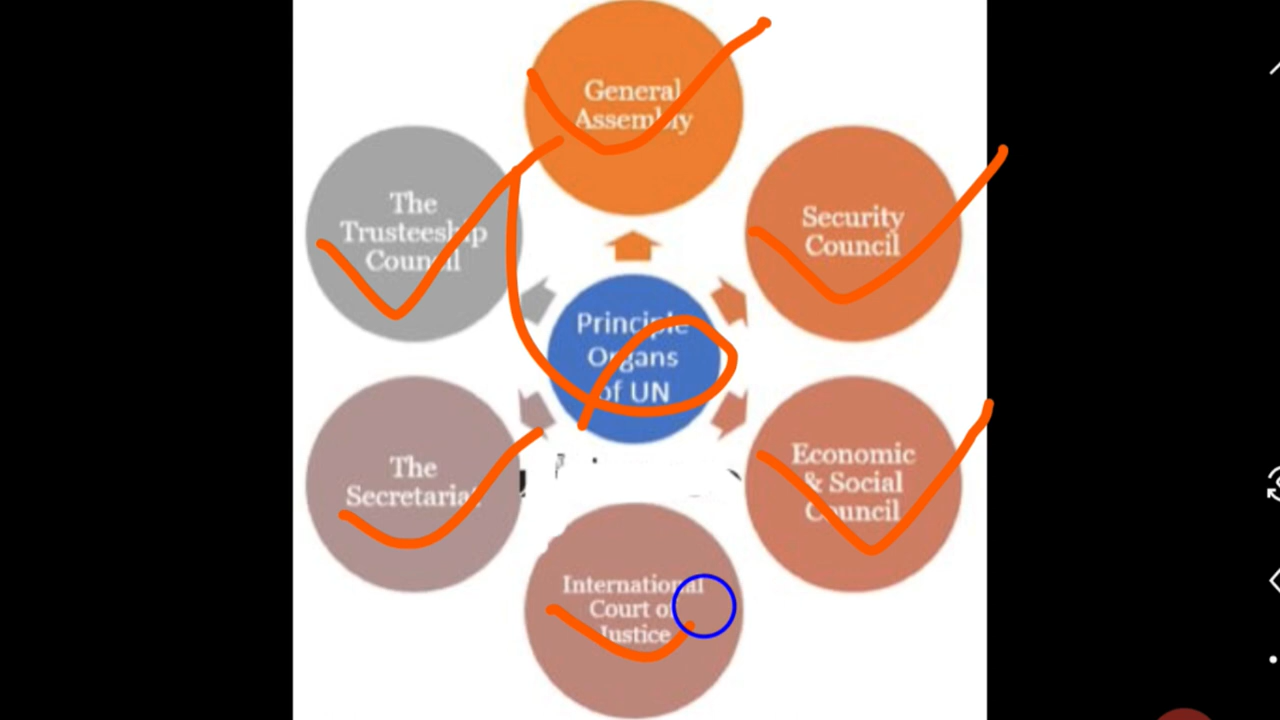 General
Assembly
The
Trusteeship
Council
Security
Council
Principle
Organs
of UN
The
Secretariat
Economic
& Social
Council
International
Court of
Justice